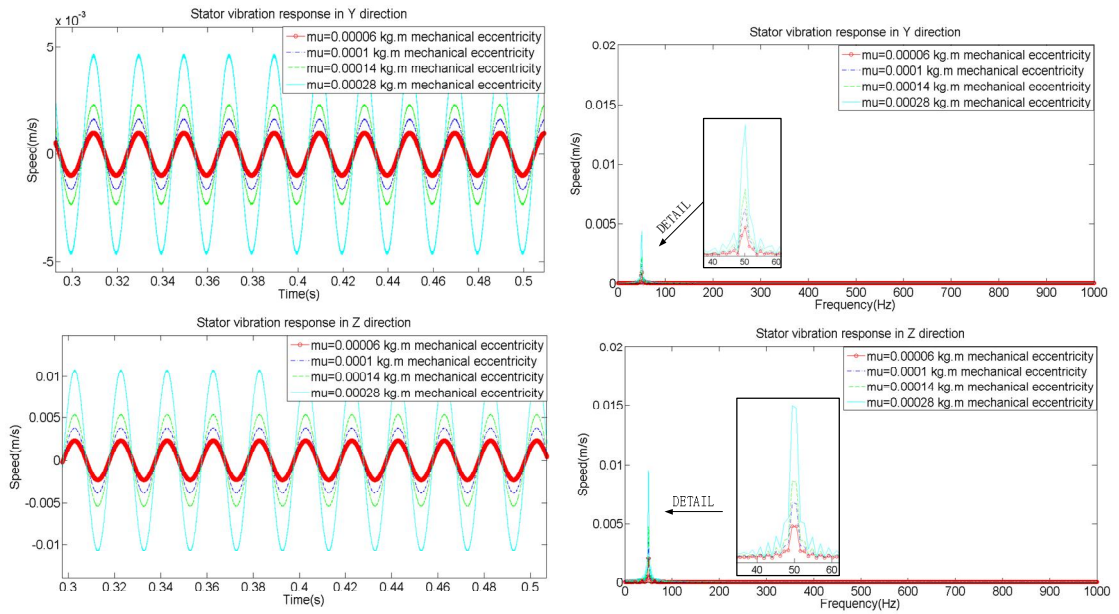 Stator vibration response in Y direction
x 10⁻³
mu=0.00006 kg.m mechanical eccentricity
mu=0.0001 kg.m mechanical eccentricity
mu=0.00014 kg.m mechanical eccentricity
mu=0.00028 kg.m mechanical eccentricity
5
0
-5
Speed(m/s)
0.3 0.32 0.34 0.36 0.38 0.4 0.42 0.44 0.46 0.48 0.5
Time(s)
Stator vibration response in Y direction
mu=0.00006 kg.m mechanical eccentricity
mu=0.0001 kg.m mechanical eccentricity
mu=0.00014 kg.m mechanical eccentricity
mu=0.00028 kg.m mechanical eccentricity
0.02
0.015
0.01
0.005
0
Speed(m/s)
DETAIL
40 50 60
0 100 200 300 400 500 600 700 800 900 1000
Frequency(Hz)
Stator vibration response in Z direction
mu=0.00006 kg.m mechanical eccentricity
mu=0.0001 kg.m mechanical eccentricity
mu=0.00014 kg.m mechanical eccentricity
mu=0.00028 kg.m mechanical eccentricity
0.01
0.005
0
-0.005
-0.01
Speed(m/s)
0.3 0.32 0.34 0.36 0.38 0.4 0.42 0.44 0.46 0.48 0.5
Time(s)
Stator vibration response in Z direction
mu=0.00006 kg.m mechanical eccentricity
mu=0.0001 kg.m mechanical eccentricity
mu=0.00014 kg.m mechanical eccentricity
mu=0.00028 kg.m mechanical eccentricity
0.02
0.015
0.01
0.005
0
Speed(m/s)
DETAIL
40 50 60
0 100 200 300 400 500 600 700 800 900 1000
Frequency(Hz)